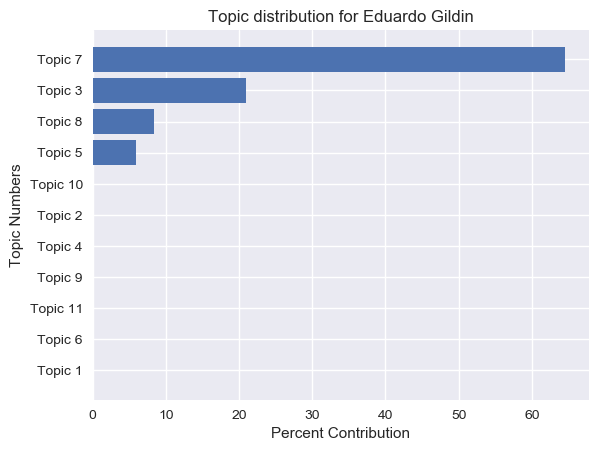 Topic distribution for Eduardo Gildin
Topic Numbers
Topic 7
Topic 3
Topic 8
Topic 5
Topic 10
Topic 2
Topic 4
Topic 9
Topic 11
Topic 6
Topic 1
0 10 20 30 40 50 60
Percent Contribution